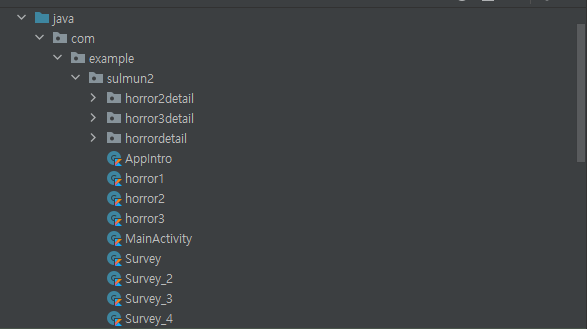 java
com
example
sulmun2
horror2detail
horror3detail
horrordetail
AppIntro
horror1
horror2
horror3
MainActivity
Survey
Survey_2
Survey_3
Survey_4